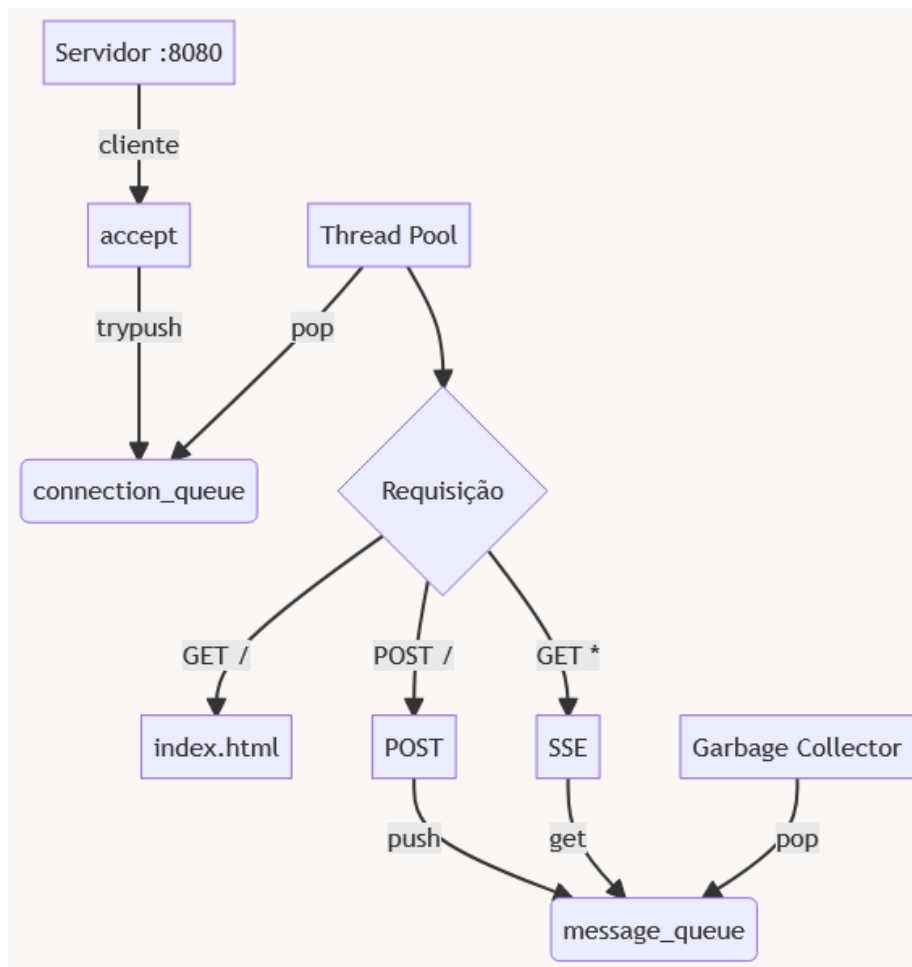 Servidor :8080
cliente
accept
Thread Pool
trypush
pop
connection_queue
Requisição
GET /
POST /
GET *
index.html
POST
SSE
Garbage Collector
push
get
pop
message_queue